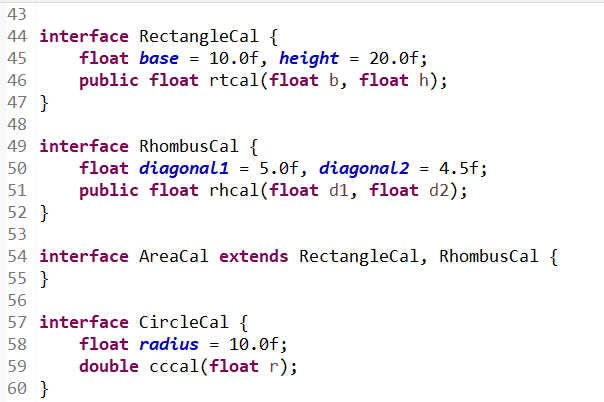 43
44 interface RectangleCal {
45     float base = 10.0f, height = 20.0f;
46     public float rtcal(float b, float h);
47 }
48
49 interface RhombusCal {
50     float diagonal1 = 5.0f, diagonal2 = 4.5f;
51     public float rhcal(float d1, float d2);
52 }
53
54 interface AreaCal extends RectangleCal, RhombusCal {
55 }
56
57 interface CircleCal {
58     float radius = 10.0f;
59     double cccal(float r);
60 }